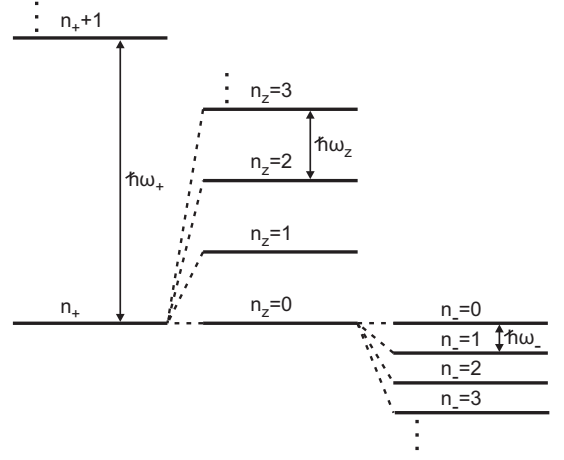 n₊+1
n_z=3
ħω_z
n_z=2
ħω₊
n_z=1
n₊
n_z=0
n₋=0
n₋=1
ħω₋
n₋=2
n₋=3